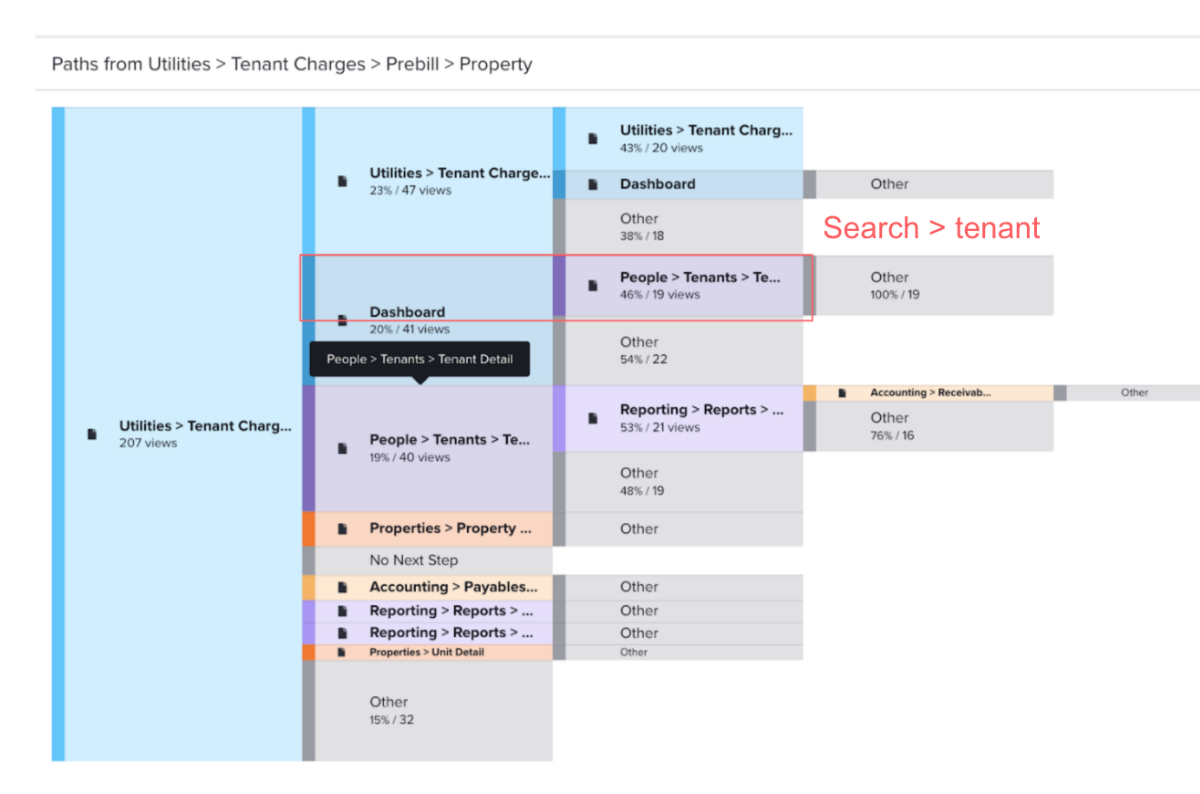 Paths from Utilities > Tenant Charges > Prebill > Property
Utilities > Tenant Charg...
207 views
Utilities > Tenant Charge...
23% / 47 views
Dashboard
20% / 41 views
People > Tenants > Tenant Detail
People > Tenants > Te...
19% / 40 views
Properties > Property ...
No Next Step
Accounting > Payables...
Reporting > Reports > ...
Reporting > Reports > ...
Properties > Unit Detail
Other
15% / 32
Utilities > Tenant Charg...
43% / 20 views
Dashboard
Other
38% / 18
People > Tenants > Te...
46% / 19 views
Other
54% / 22
Reporting > Reports > ...
53% / 21 views
Other
48% / 19
Other
Other
Other
Other
Other
Other
Search > tenant
Other
100% / 19
Accounting > Receivab...
Other
76% / 16
Other